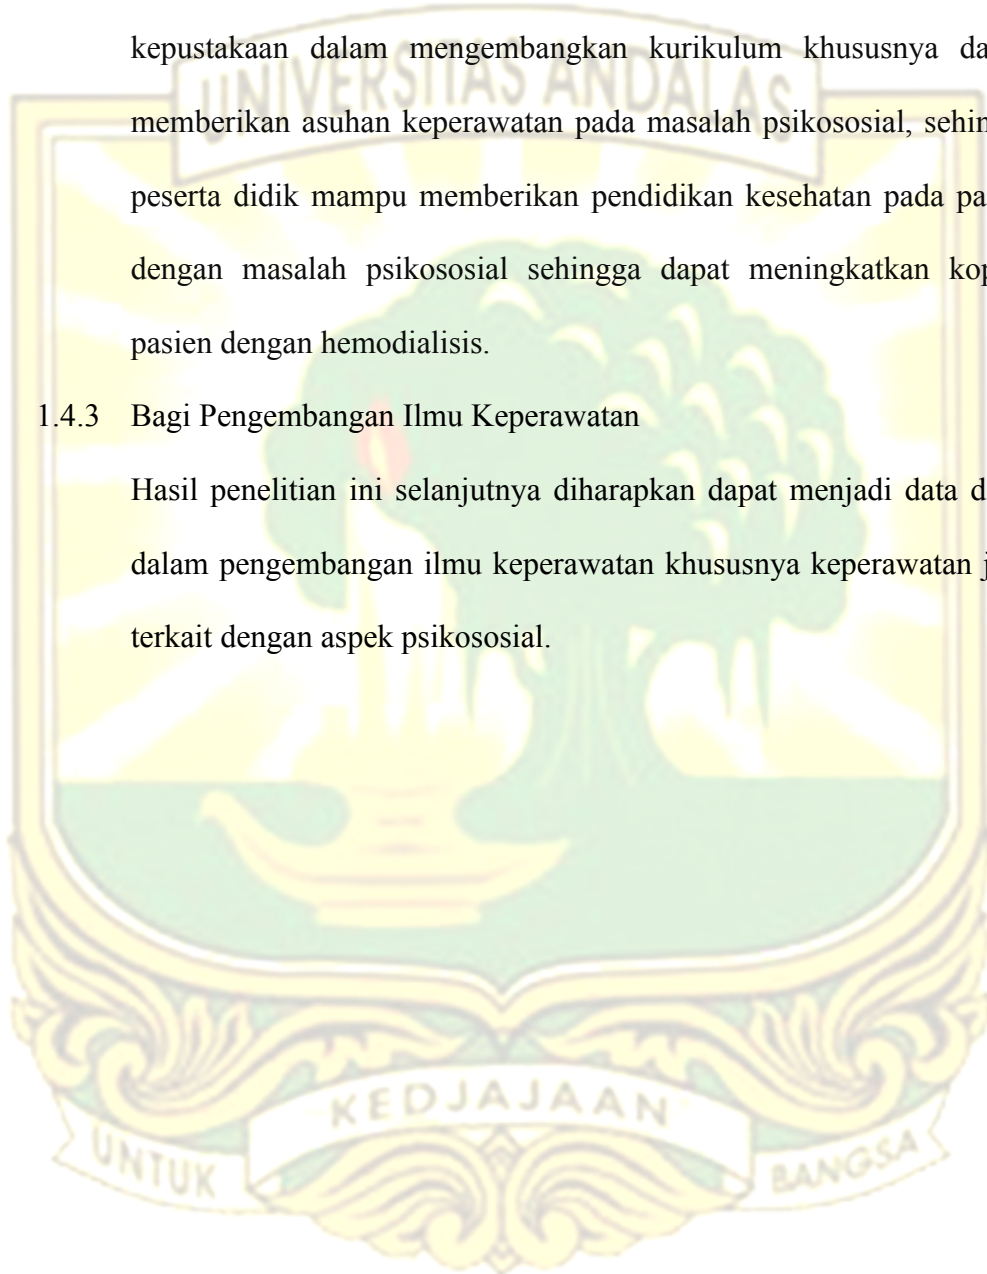 kepustakaan dalam mengembangkan kurikulum khususnya da
UNIVERSITAS ANDALAS
memberikan asuhan keperawatan pada masalah psikososial, sehin
peserta didik mampu memberikan pendidikan kesehatan pada pa
dengan masalah psikososial sehingga dapat meningkatkan kop
pasien dengan hemodialisis.
1.4.3 Bagi Pengembangan Ilmu Keperawatan
Hasil penelitian ini selanjutnya diharapkan dapat menjadi data d
dalam pengembangan ilmu keperawatan khususnya keperawatan j
terkait dengan aspek psikososial.
KEDJAJAAN
UNTUK BANGSA